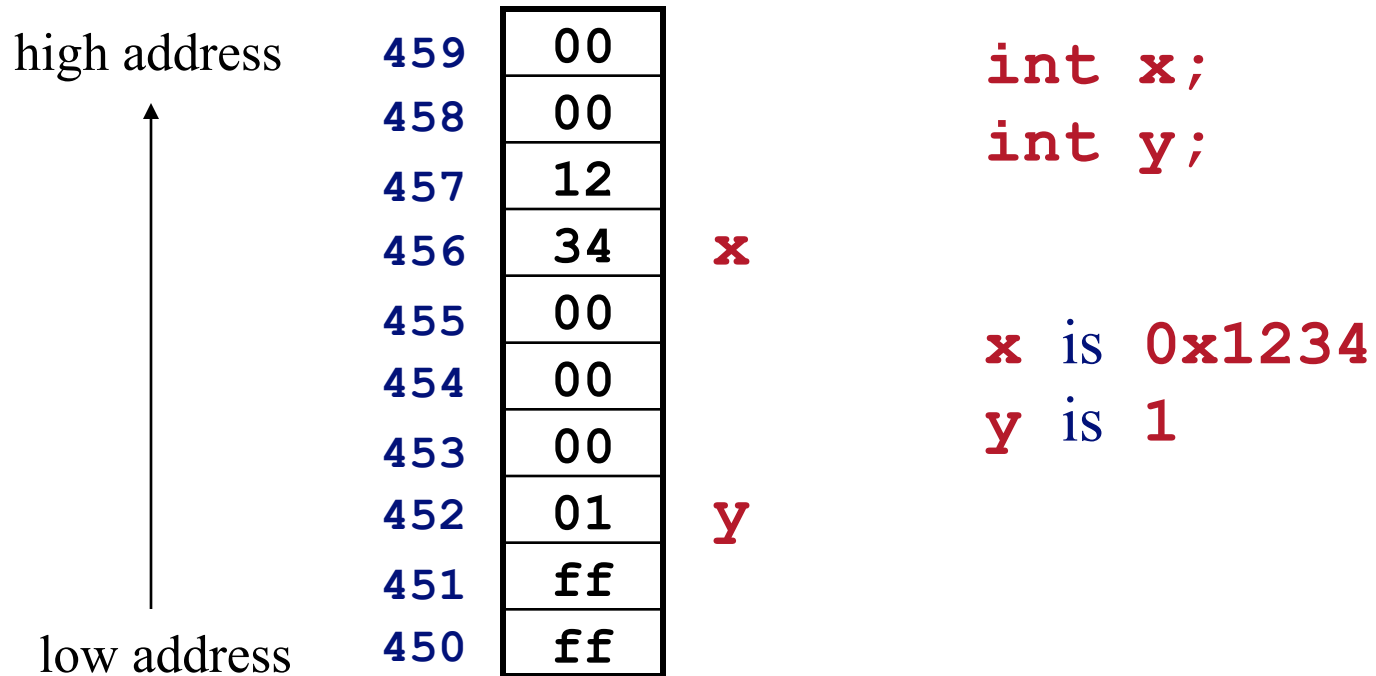 high address 459 00 int x;
458 00 int y;
457 12
456 34 x
455 00 x is 0x1234
454 00 y is 1
453 00
452 01 y
451 ff
low address 450 ff